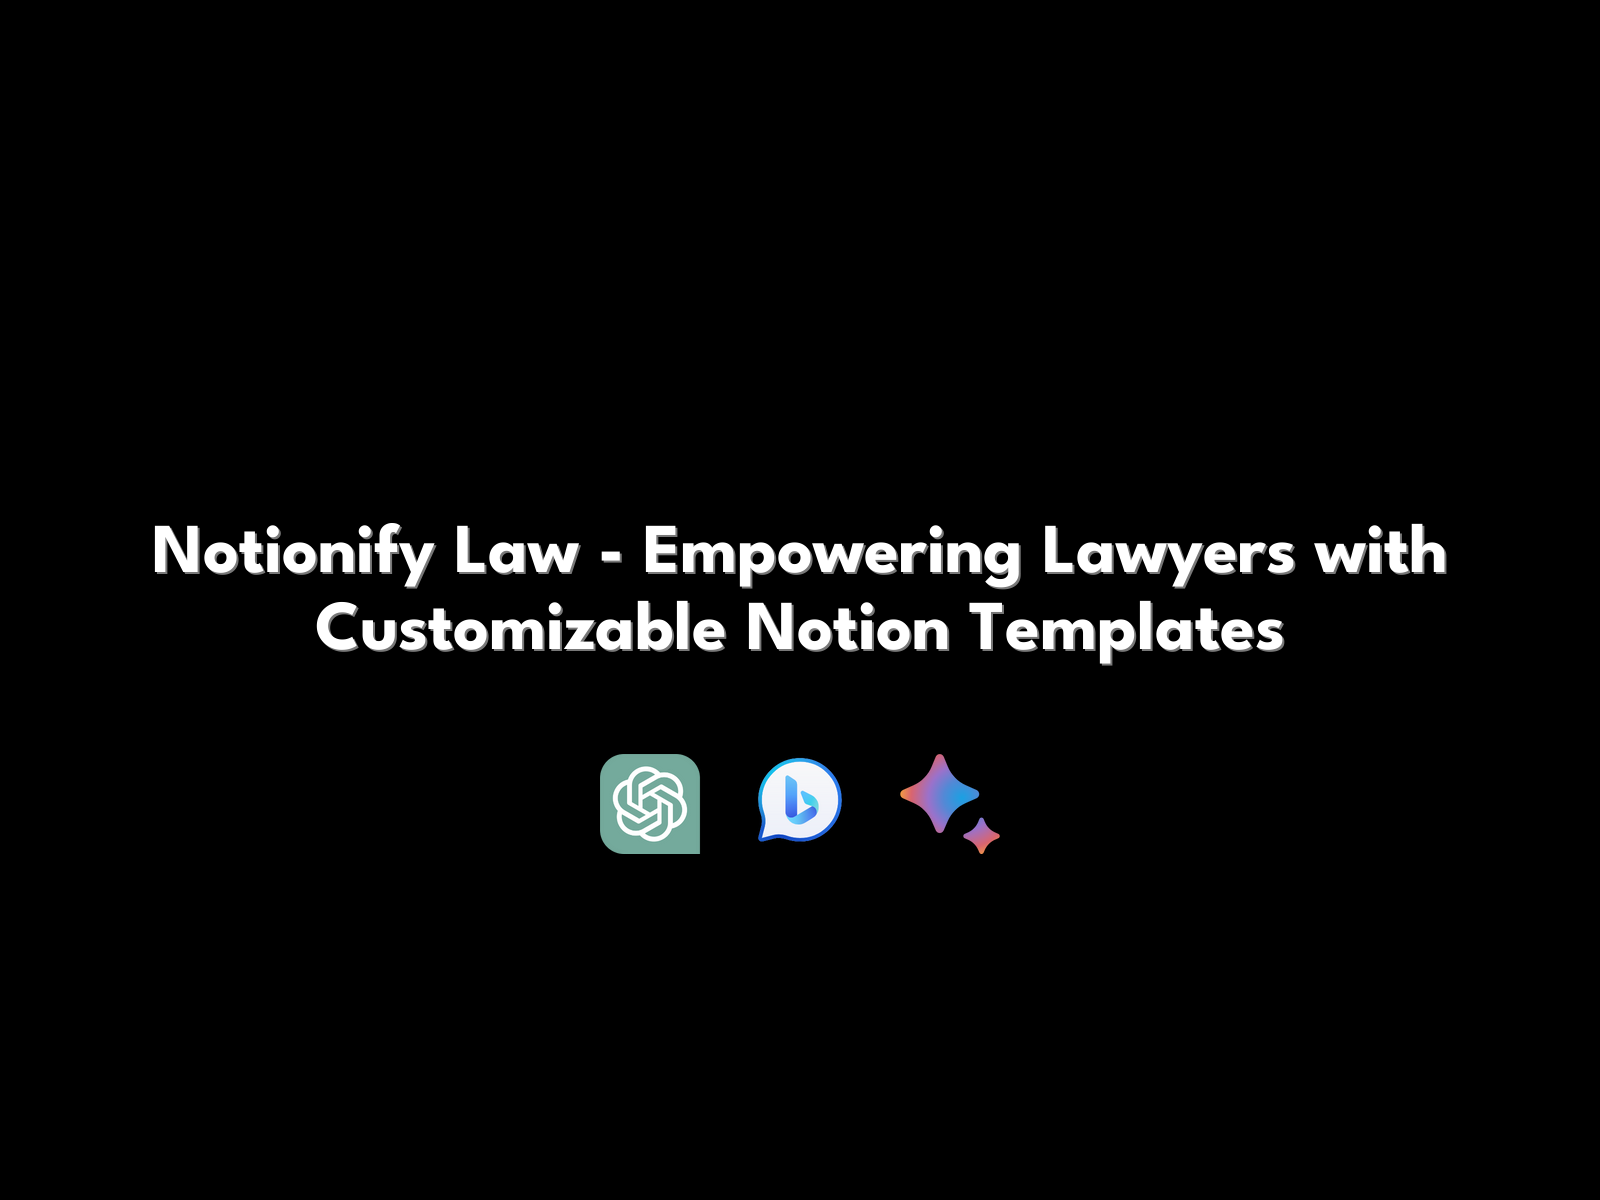 Notionify Law - Empowering Lawyers with
Customizable Notion Templates